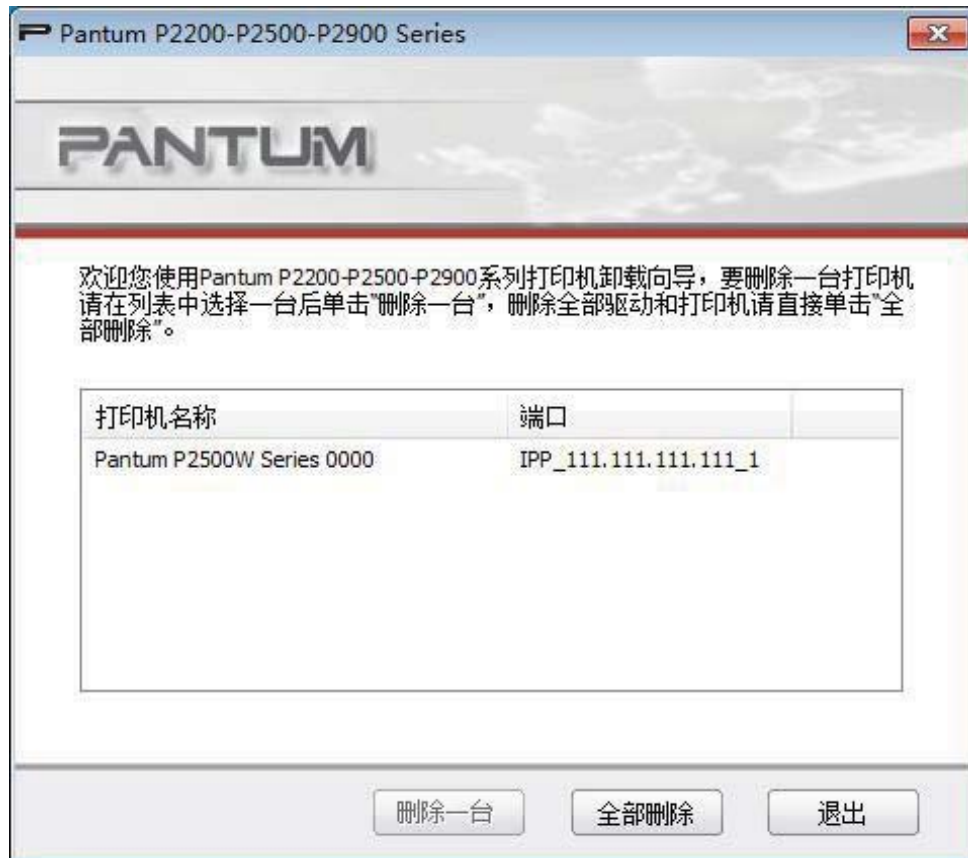 Pantum P2200-P2500-P2900 Series
PANTUM
欢迎您使用Pantum P2200-P2500-P2900系列打印机卸载向导，要删除一台打印机
请在列表中选择一台后单击"删除一台"，删除全部驱动和打印机请直接单击"全
部删除"。
打印机名称 端口
Pantum P2500W Series 0000 IPP_111.111.111.111_1
删除一台 全部删除 退出